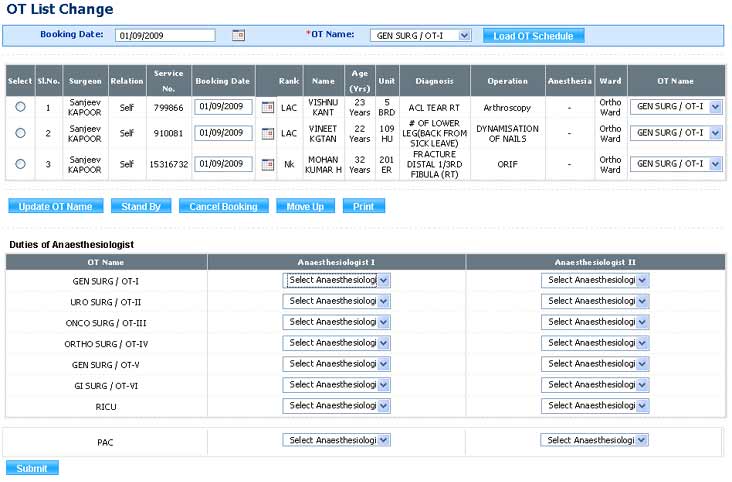 OT List Change
Booking Date: 01/09/2009 *OT Name: GEN SURG / OT-I Load OT Schedule
Select Sl.No. Surgeon Relation Service No. Booking Date Rank Name Age (Yrs) Unit Diagnosis Operation Anesthesia Ward OT Name
1 Sanjeev KAPOOR Self 799866 01/09/2009 LAC VISHNU KANT 23 Years 5 BRD ACL TEAR RT Arthroscopy - Ortho Ward GEN SURG / OT-I
2 Sanjeev KAPOOR Self 910081 01/09/2009 LAC VINEET KGTAN 22 Years 109 HU # OF LOWER LEG(BACK FROM SICK LEAVE) DYNAMISATION OF NAILS - Ortho Ward GEN SURG / OT-I
3 Sanjeev KAPOOR Self 15316732 01/09/2009 Nk MOHAN KUMAR H 32 Years 201 ER FRACTURE DISTAL 1/3RD FIBULA (RT) ORIF - Ortho Ward GEN SURG / OT-I
Update OT Name Stand By Cancel Booking Move Up Print
Duties of Anaesthesiologist
OT Name Anaesthesiologist I Anaesthesiologist II
GEN SURG / OT-I Select Anaesthesiologi Select Anaesthesiologi
URO SURG / OT-II Select Anaesthesiologi Select Anaesthesiologi
ONCO SURG / OT-III Select Anaesthesiologi Select Anaesthesiologi
ORTHO SURG / OT-IV Select Anaesthesiologi Select Anaesthesiologi
GEN SURG / OT-V Select Anaesthesiologi Select Anaesthesiologi
GI SURG / OT-VI Select Anaesthesiologi Select Anaesthesiologi
RICU Select Anaesthesiologi Select Anaesthesiologi
PAC Select Anaesthesiologi Select Anaesthesiologi
Submit